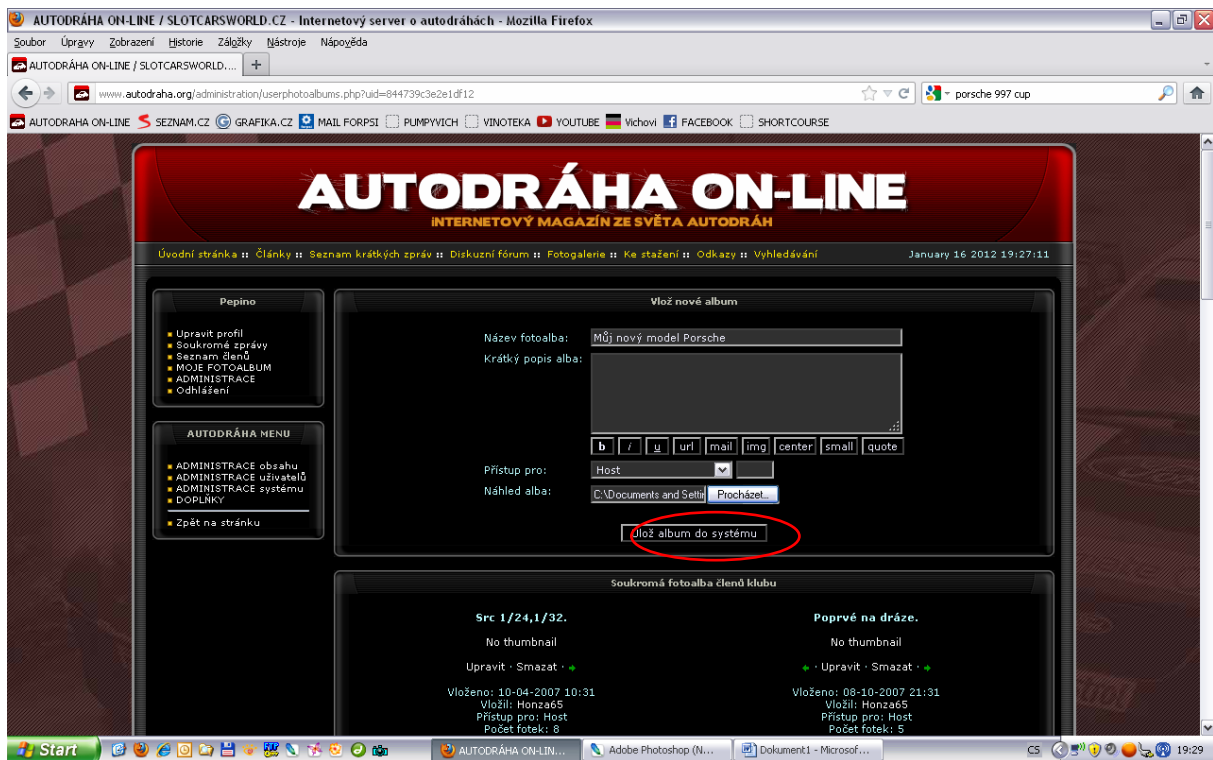 AUTODRÁHA ON-LINE / SLOTCARSWORLD.CZ - Internetový server o autodráhách - Mozilla Firefox
Soubor Úpravy Zobrazení Historie Záložky Nástroje Nápověda
AUTODRÁHA ON-LINE / SLOTCARSWORLD.... +
www.autodraha.org/administration/userphotoalbums.php?uid=844739c3e2e1df12
porsche 997 cup
AUTODRAHA ON-LINE SEZNAM.CZ GRAFIKA.CZ MAIL FORPSI PUMPYVICH VINOTEKA YOUTUBE Vichovi FACEBOOK SHORTCOURSE
AUTODRÁHA ON-LINE
INTERNETOVÝ MAGAZÍN ZE SVĚTA AUTODRÁH
Úvodní stránka :: Články :: Seznam krátkých zpráv :: Diskuzní fórum :: Fotogalerie :: Ke stažení :: Odkazy :: Vyhledávání
January 16 2012 19:27:11
Pepino
Upravit profil
Soukromé zprávy
Seznam členů
MOJE FOTOALBUM
ADMINISTRACE
Odhlášení
AUTODRÁHA MENU
ADMINISTRACE obsahu
ADMINISTRACE uživatelů
ADMINISTRACE systému
DOPLŇKY
Zpět na stránku
Vlož nové album
Název fotoalba: Můj nový model Porsche
Krátký popis alba:
b i u url mail img center small quote
Přístup pro: Host
Náhled alba: C:\Documents and Settin Procházet...
Ulož album do systému
Soukromá fotoalba členů klubu
Src 1/24,1/32.
No thumbnail
Upravit · Smazat ·
Vloženo: 10-04-2007 10:31
Vložil: Honza65
Přístup pro: Host
Počet fotek: 8
Poprvé na dráze.
No thumbnail
· Upravit · Smazat ·
Vloženo: 08-10-2007 21:31
Vložil: Honza65
Přístup pro: Host
Počet fotek: 5
Start
AUTODRÁHA ON-LIN...
Adobe Photoshop (N...
Dokument1 - Microsof...
CS
19:29